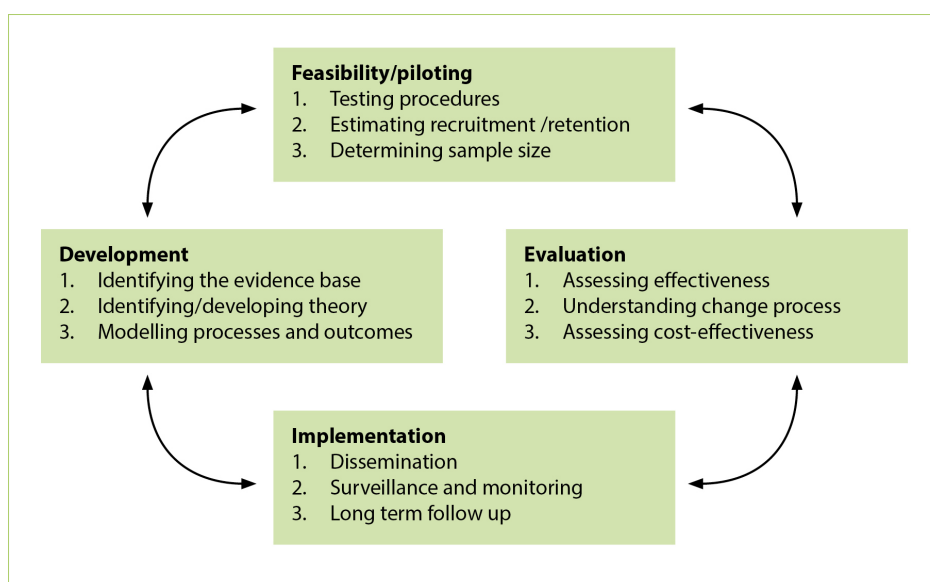 Feasibility/piloting
1. Testing procedures
2. Estimating recruitment /retention
3. Determining sample size
Development
1. Identifying the evidence base
2. Identifying/developing theory
3. Modelling processes and outcomes
Evaluation
1. Assessing effectiveness
2. Understanding change process
3. Assessing cost-effectiveness
Implementation
1. Dissemination
2. Surveillance and monitoring
3. Long term follow up